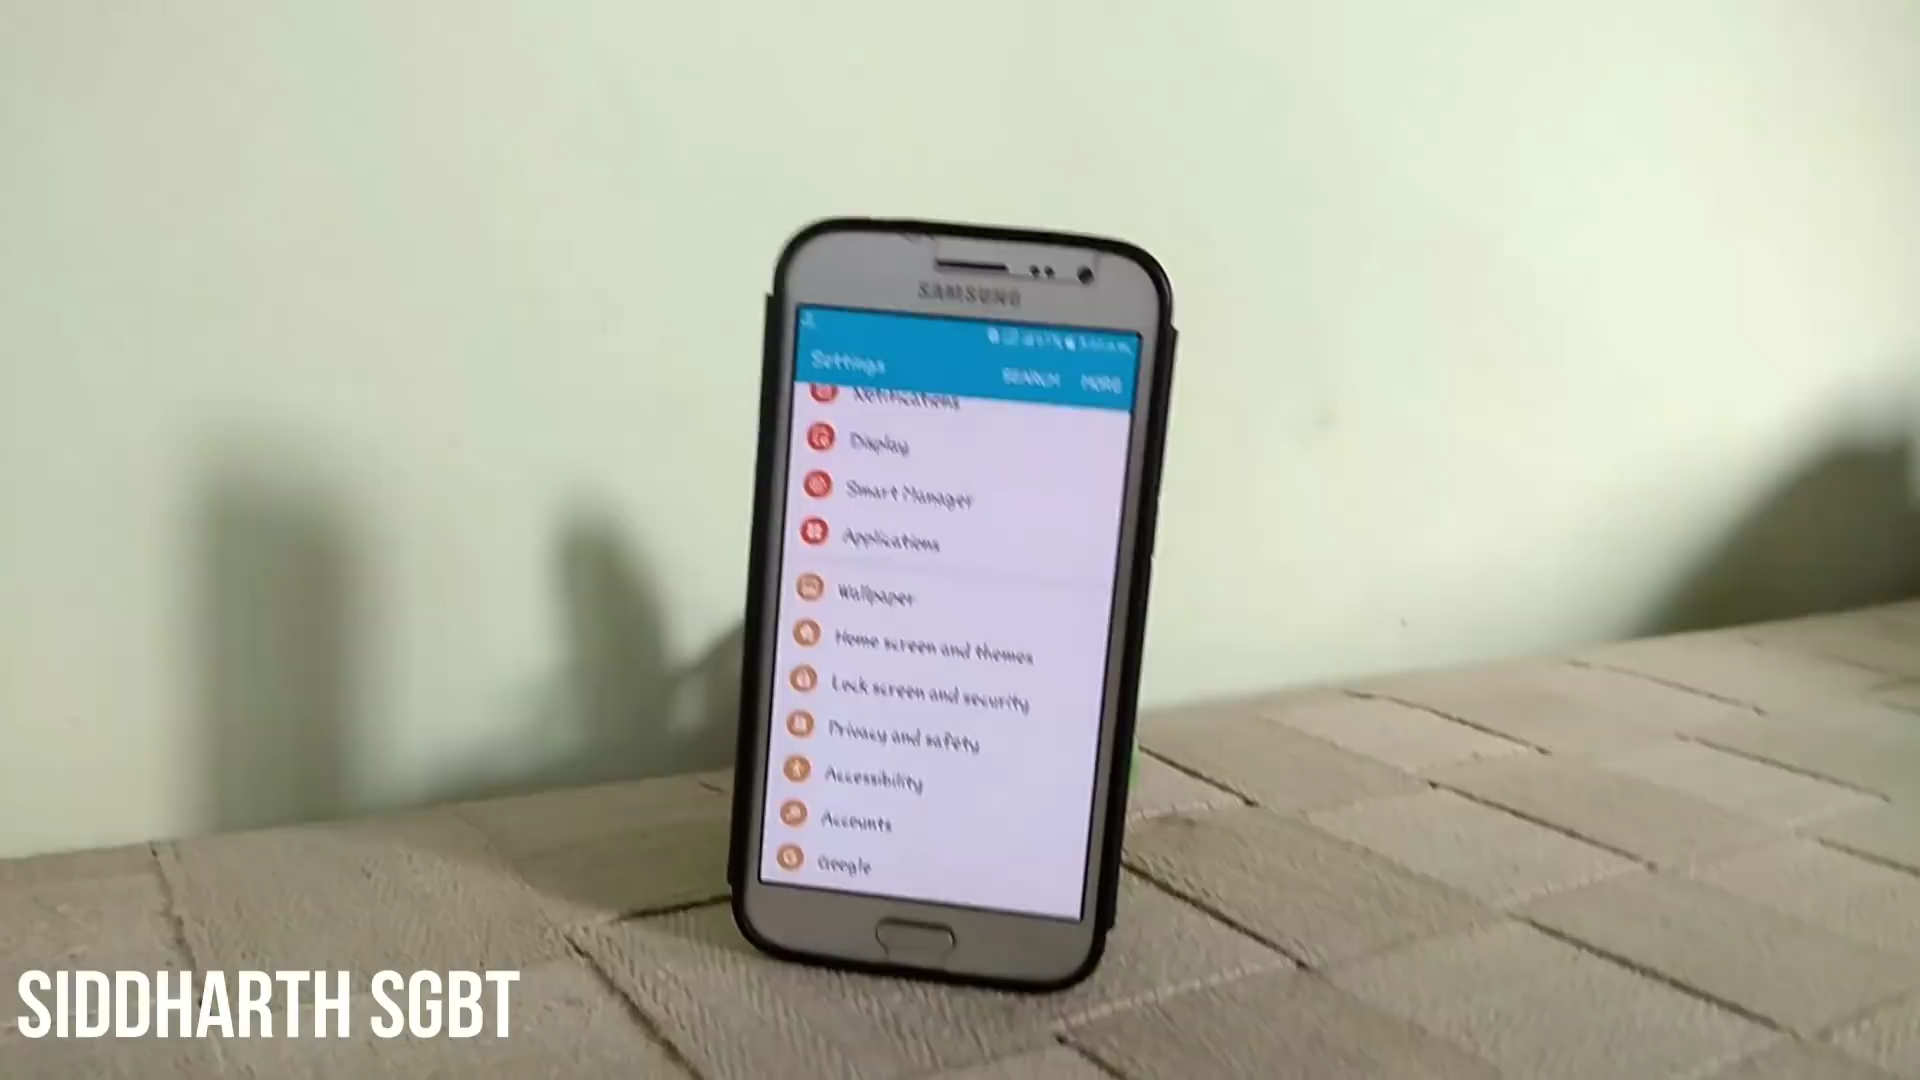 SAMSUNG
Settings SEARCH MORE
Notifications
Display
Smart Manager
Applications
Wallpaper
Home screen and themes
Lock screen and security
Privacy and safety
Accessibility
Accounts
Google
SIDDHARTH SGBT